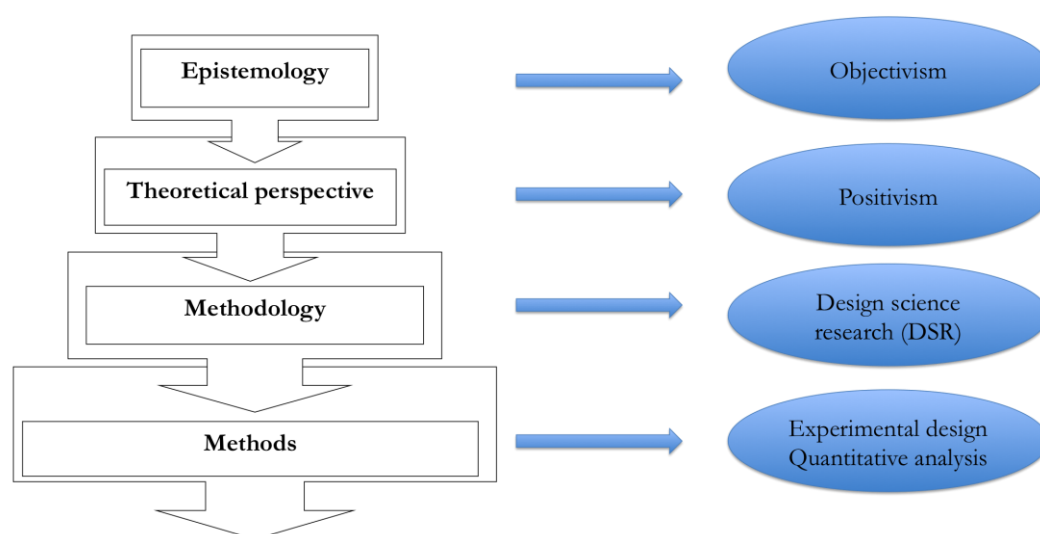 Epistemology
Objectivism
Theoretical perspective
Positivism
Methodology
Design science
research (DSR)
Methods
Experimental design
Quantitative analysis